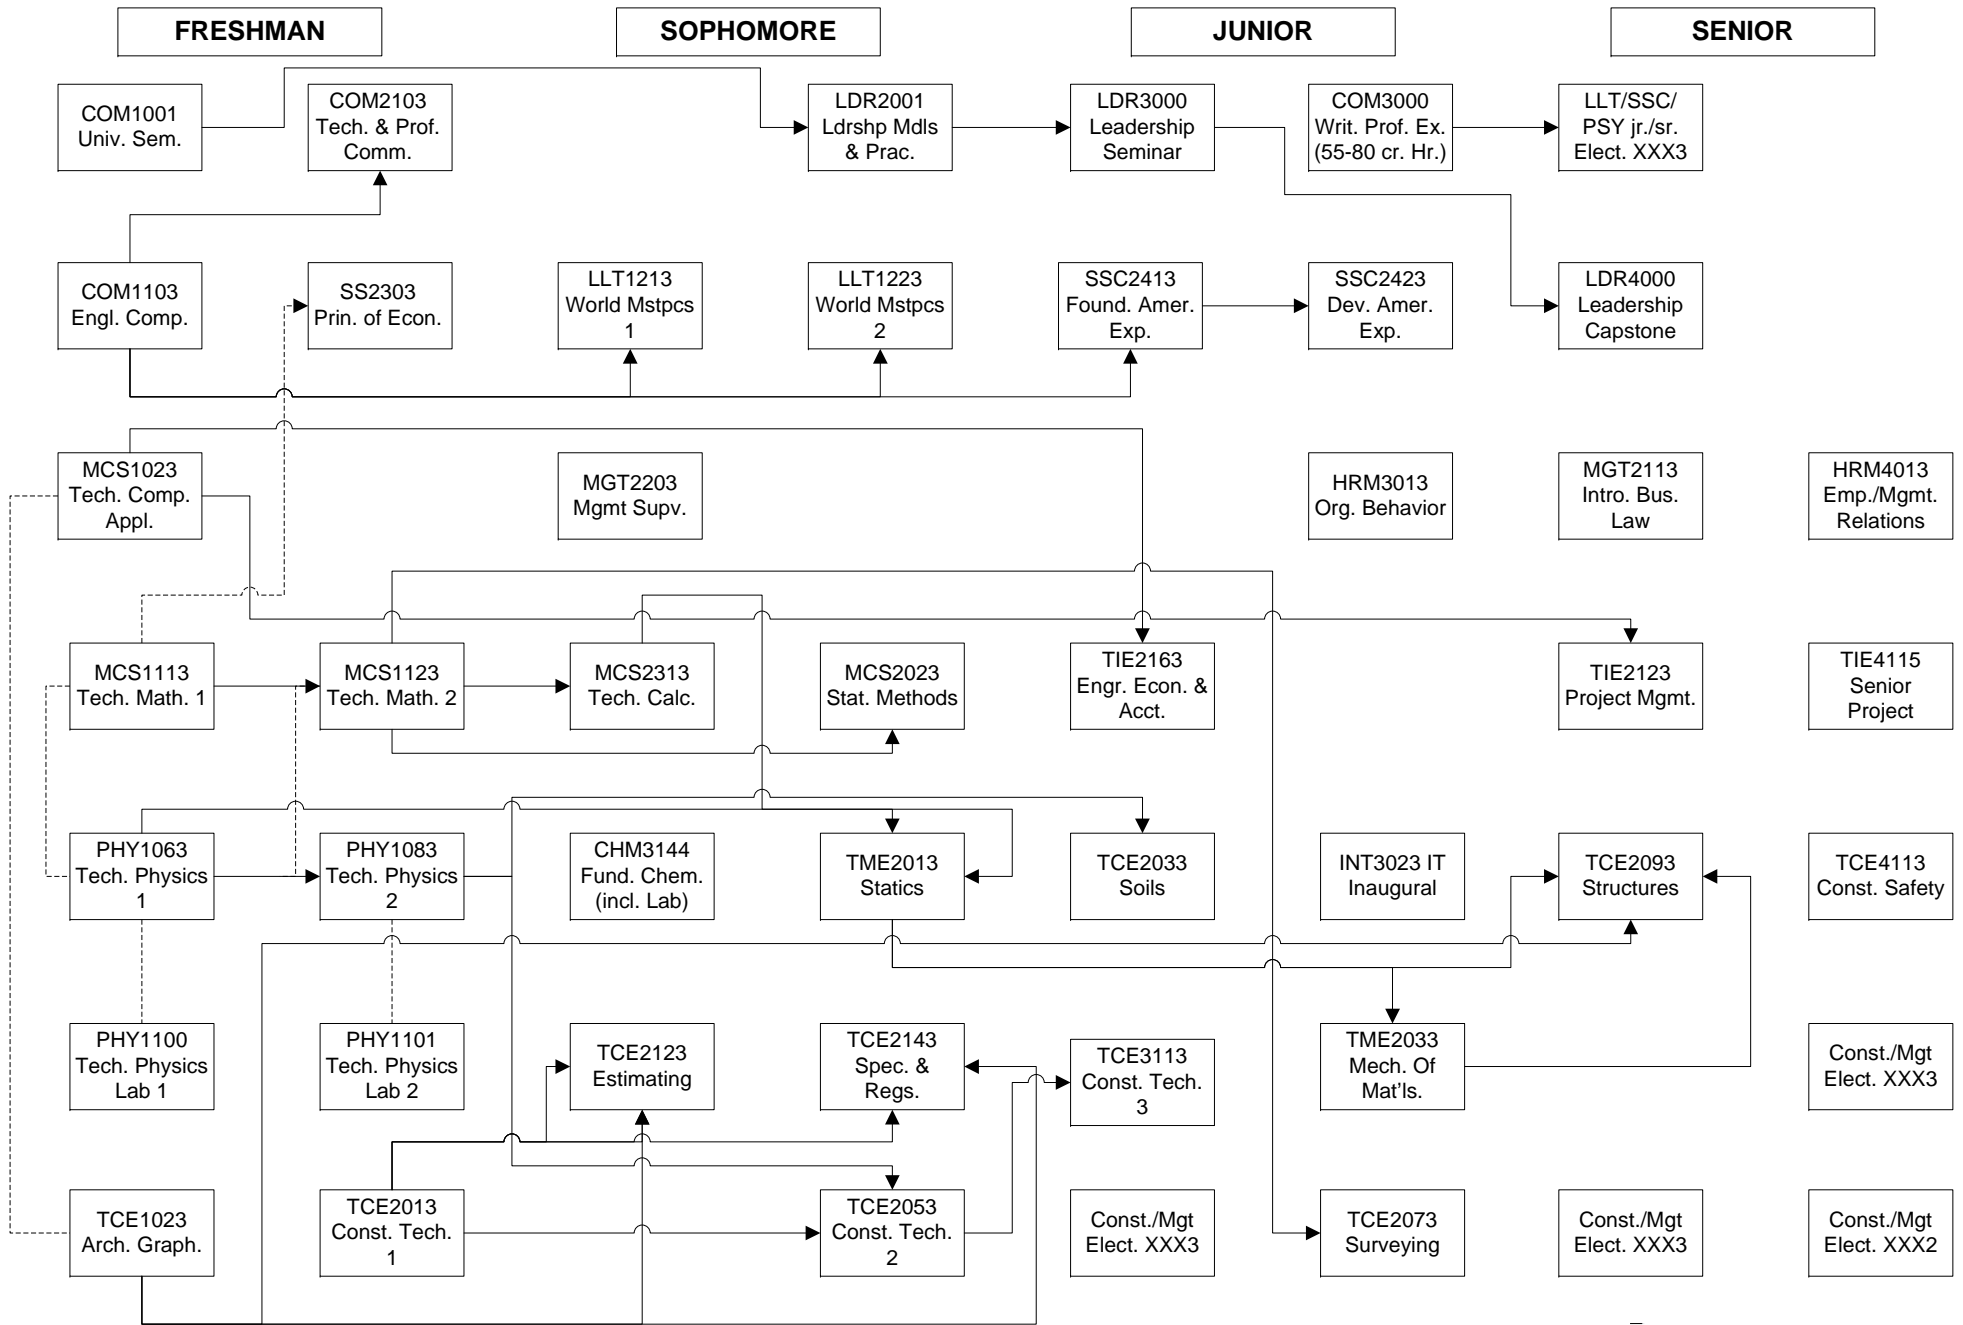 FRESHMAN
SOPHOMORE
JUNIOR
SENIOR
COM1001
Univ. Sem.
COM2103
Tech. & Prof.
Comm.
LDR2001
Ldrshp Mdls
& Prac.
LDR3000
Leadership
Seminar
COM3000
Writ. Prof. Ex.
(55-80 cr. Hr.)
LLT/SSC/
PSY jr./sr.
Elect. XXX3
COM1103
Engl. Comp.
SS2303
Prin. of Econ.
LLT1213
World Mstpcs
1
LLT1223
World Mstpcs
2
SSC2413
Found. Amer.
Exp.
SSC2423
Dev. Amer.
Exp.
LDR4000
Leadership
Capstone
MCS1023
Tech. Comp.
Appl.
MGT2203
Mgmt Supv.
HRM3013
Org. Behavior
MGT2113
Intro. Bus.
Law
HRM4013
Emp./Mgmt.
Relations
MCS1113
Tech. Math. 1
MCS1123
Tech. Math. 2
MCS2313
Tech. Calc.
MCS2023
Stat. Methods
TIE2163
Engr. Econ. &
Acct.
TIE2123
Project Mgmt.
TIE4115
Senior
Project
PHY1063
Tech. Physics
1
PHY1083
Tech. Physics
2
CHM3144
Fund. Chem.
(incl. Lab)
TME2013
Statics
TCE2033
Soils
INT3023 IT
Inaugural
TCE2093
Structures
TCE4113
Const. Safety
PHY1100
Tech. Physics
Lab 1
PHY1101
Tech. Physics
Lab 2
TCE2123
Estimating
TCE2143
Spec. &
Regs.
TCE3113
Const. Tech.
3
TME2033
Mech. Of
Mat'ls.
Const./Mgt
Elect. XXX3
TCE1023
Arch. Graph.
TCE2013
Const. Tech.
1
TCE2053
Const. Tech.
2
Const./Mgt
Elect. XXX3
TCE2073
Surveying
Const./Mgt
Elect. XXX3
Const./Mgt
Elect. XXX2